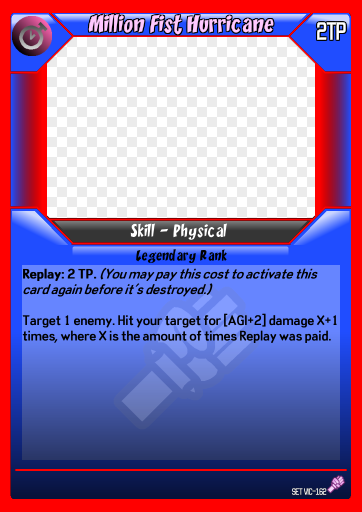 Million Fist Hurricane
2TP
Skill - Physical
Legendary Rank
Replay: 2 TP. (You may pay this cost to activate this
card again before it's destroyed.)
Target 1 enemy. Hit your target for [AGI+2] damage X+1
times, where X is the amount of times Replay was paid.
SET VIC-162